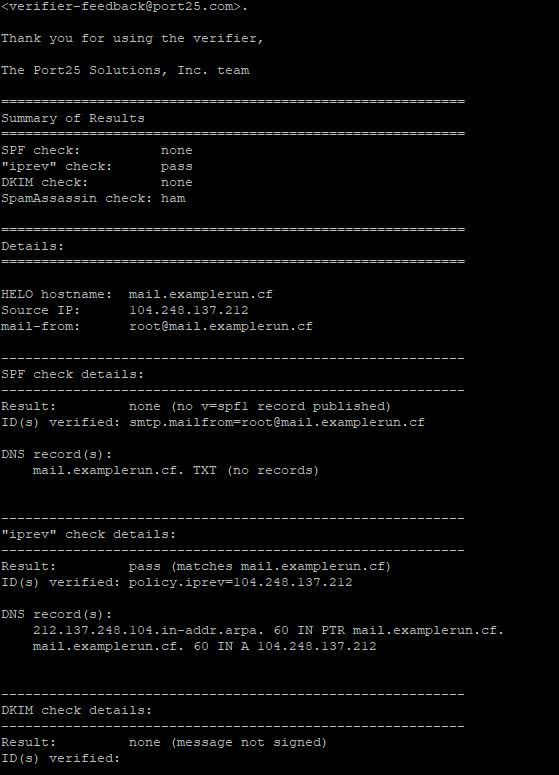 <verifier-feedback@port25.com>.
Thank you for using the verifier,
The Port25 Solutions, Inc. team
==========================================================
Summary of Results
==========================================================
SPF check:          none
"iprev" check:      pass
DKIM check:         none
SpamAssassin check: ham
==========================================================
Details:
==========================================================
HELO hostname:  mail.examplerun.cf
Source IP:      104.248.137.212
mail-from:      root@mail.examplerun.cf
----------------------------------------------------------
SPF check details:
----------------------------------------------------------
Result:         none (no v=spf1 record published)
ID(s) verified: smtp.mailfrom=root@mail.examplerun.cf
DNS record(s):
    mail.examplerun.cf. TXT (no records)
----------------------------------------------------------
"iprev" check details:
----------------------------------------------------------
Result:         pass (matches mail.examplerun.cf)
ID(s) verified: policy.iprev=104.248.137.212
DNS record(s):
    212.137.248.104.in-addr.arpa. 60 IN PTR mail.examplerun.cf.
    mail.examplerun.cf. 60 IN A 104.248.137.212
----------------------------------------------------------
DKIM check details:
----------------------------------------------------------
Result:         none (message not signed)
ID(s) verified: